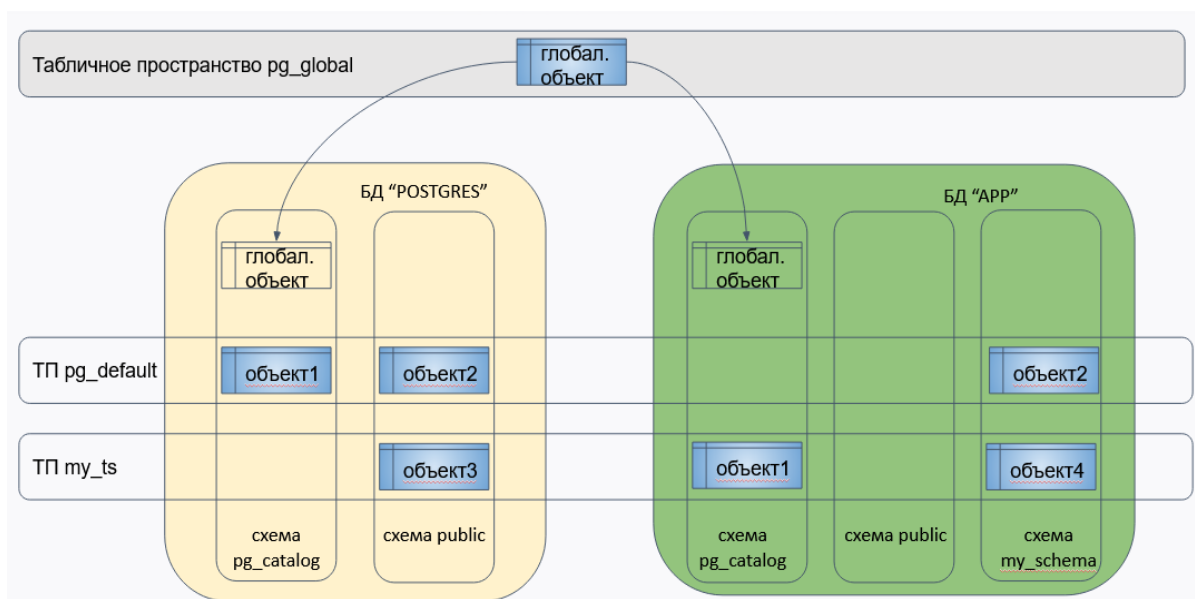 Табличное пространство pg_global
глобал.
объект
БД “POSTGRES”
БД “APP”
глобал.
объект
глобал.
объект
ТП pg_default
объект1
объект2
объект2
ТП my_ts
объект3
объект1
объект4
схема
pg_catalog
схема public
схема
pg_catalog
схема public
схема
my_schema